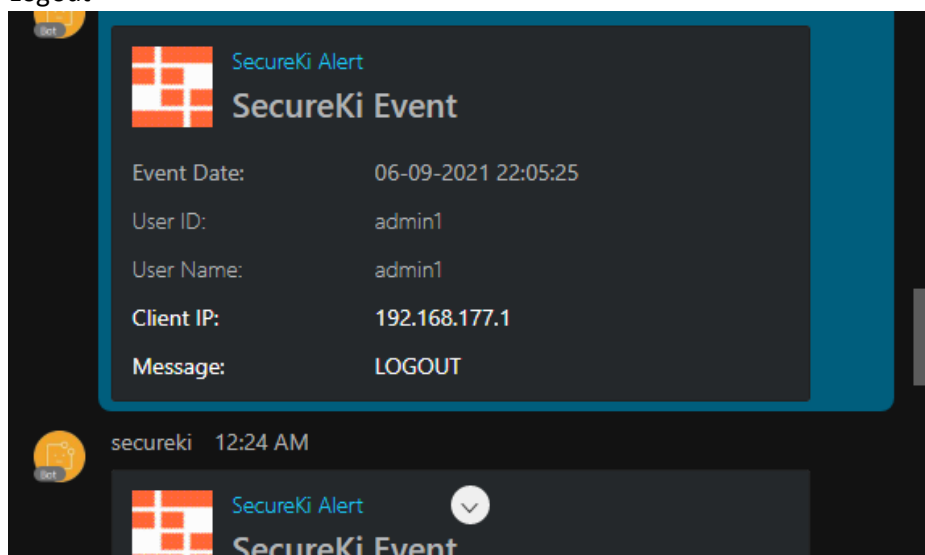 Logout
Bot
SecureKi Alert
SecureKi Event
Event Date: 06-09-2021 22:05:25
User ID: admin1
User Name: admin1
Client IP: 192.168.177.1
Message: LOGOUT
secureki 12:24 AM
Bot
SecureKi Alert
SecureKi Event